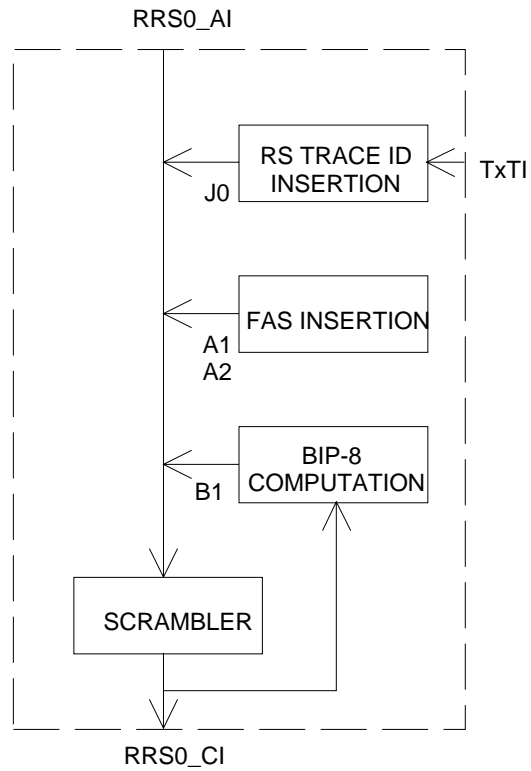 RRS0_AI
RS TRACE ID
INSERTION
TxTI
J0
FAS INSERTION
A1
A2
BIP-8
COMPUTATION
B1
SCRAMBLER
RRS0_CI